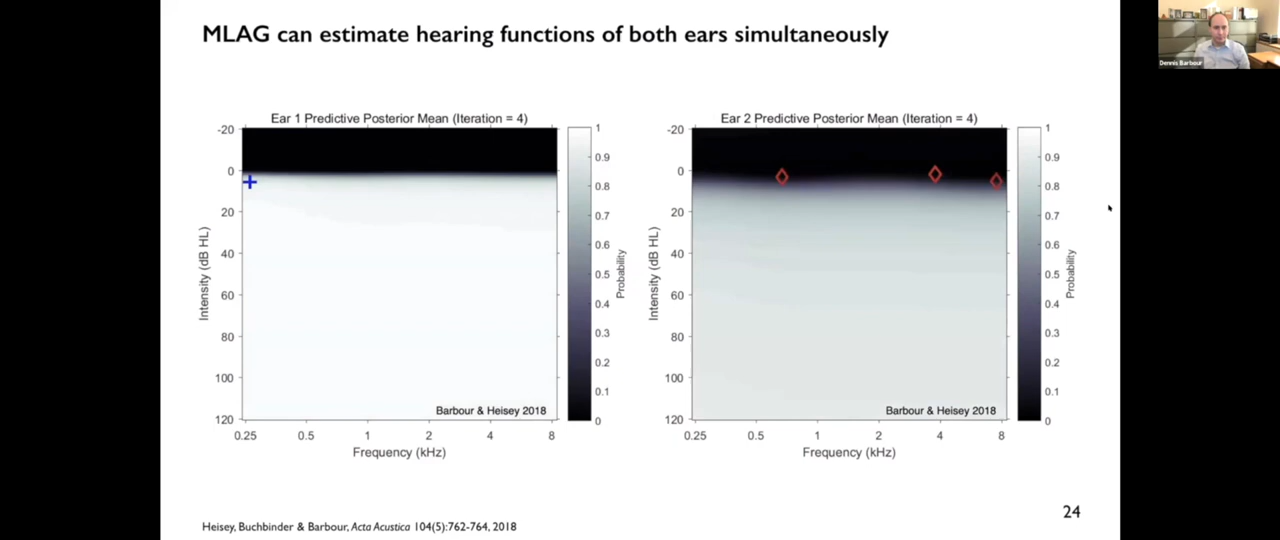 MLAG can estimate hearing functions of both ears simultaneously
Dennis Barbour
Ear 1 Predictive Posterior Mean (Iteration = 4)
-20
0
20
40
60
80
100
120
Intensity (dB HL)
0.25 0.5 1 2 4 8
Frequency (kHz)
Barbour & Heisey 2018
1
0.9
0.8
0.7
0.6
0.5
0.4
0.3
0.2
0.1
0
Probability
Ear 2 Predictive Posterior Mean (Iteration = 4)
-20
0
20
40
60
80
100
120
Intensity (dB HL)
0.25 0.5 1 2 4 8
Frequency (kHz)
Barbour & Heisey 2018
1
0.9
0.8
0.7
0.6
0.5
0.4
0.3
0.2
0.1
0
Probability
24
Heisey, Buchbinder & Barbour, Acta Acustica 104(5):762-764, 2018